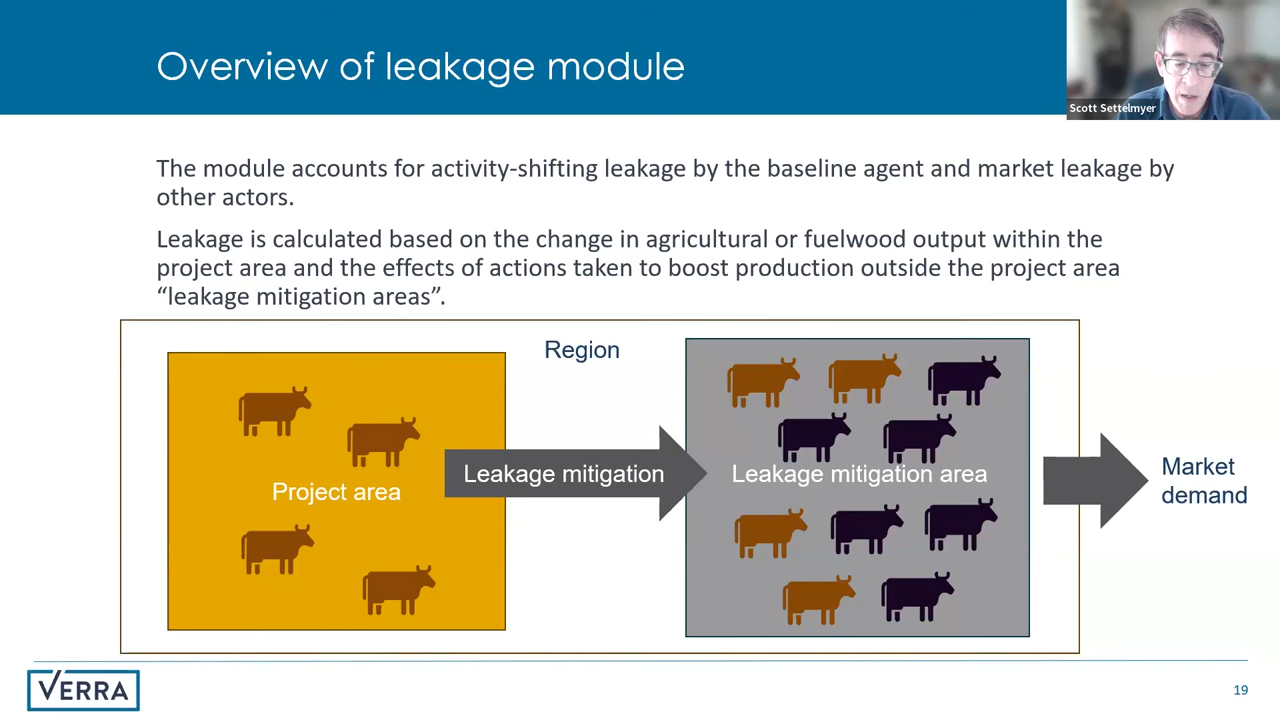 Overview of leakage module
Scott Settelmyer
The module accounts for activity-shifting leakage by the baseline agent and market leakage by
other actors.
Leakage is calculated based on the change in agricultural or fuelwood output within the
project area and the effects of actions taken to boost production outside the project area
“leakage mitigation areas”.
Region
Project area
Leakage mitigation
Leakage mitigation area
Market
demand
VERRA
19